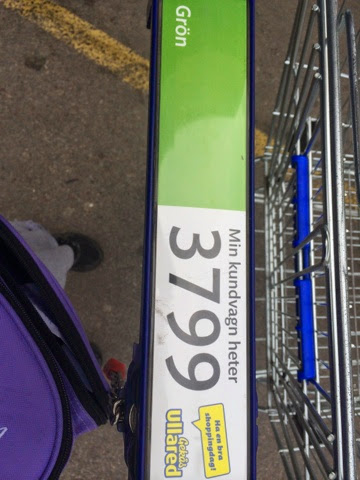 Grön
Min kundvagn heter
3799
Ha en bra
shoppingdag!
Gekås
Ullared